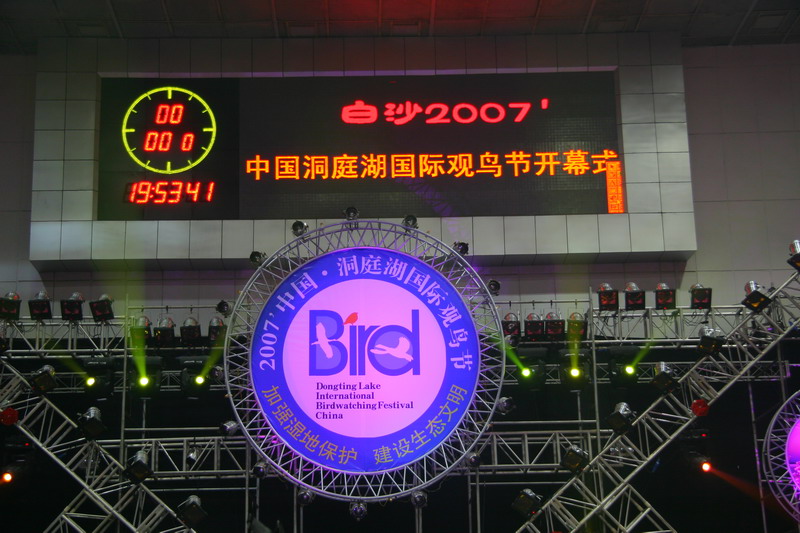 白沙2007'
00
00 0
中国洞庭湖国际观鸟节开幕式
19:53:41
2007'中国·洞庭湖国际观鸟节
Bird
Dongting Lake
International
Birdwatching Festival
China
加强湿地保护 建设生态文明